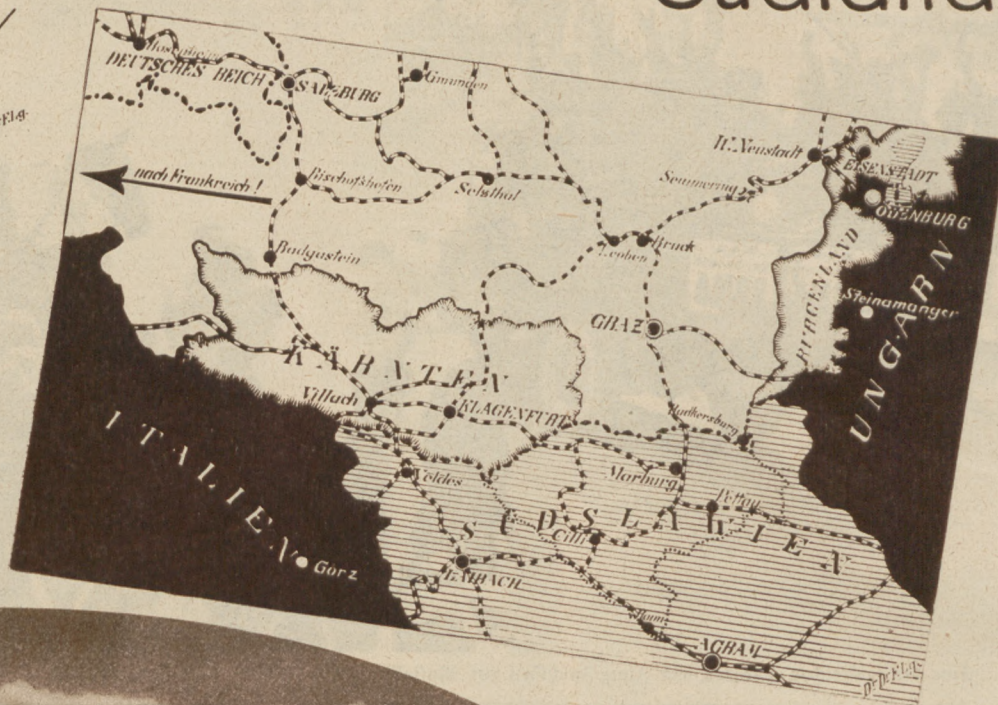 Rosenheim
DEUTSCHES REICH
SALZBURG
Gmunden
W. Neustadt
EISENSTADT
ÖDENBURG
Semmering
nach Frankreich!
Bischofshofen
Selzthal
Leoben
Bruck
Badgastein
BURGENLAND
Steinamanger
UNGARN
GRAZ
KÄRNTEN
Villach
KLAGENFURT
Radkersburg
ITALIEN
Veldes
Marburg
Pettau
SÜDSLAWIEN
Cilli
Görz
LAIBACH
AGRAM